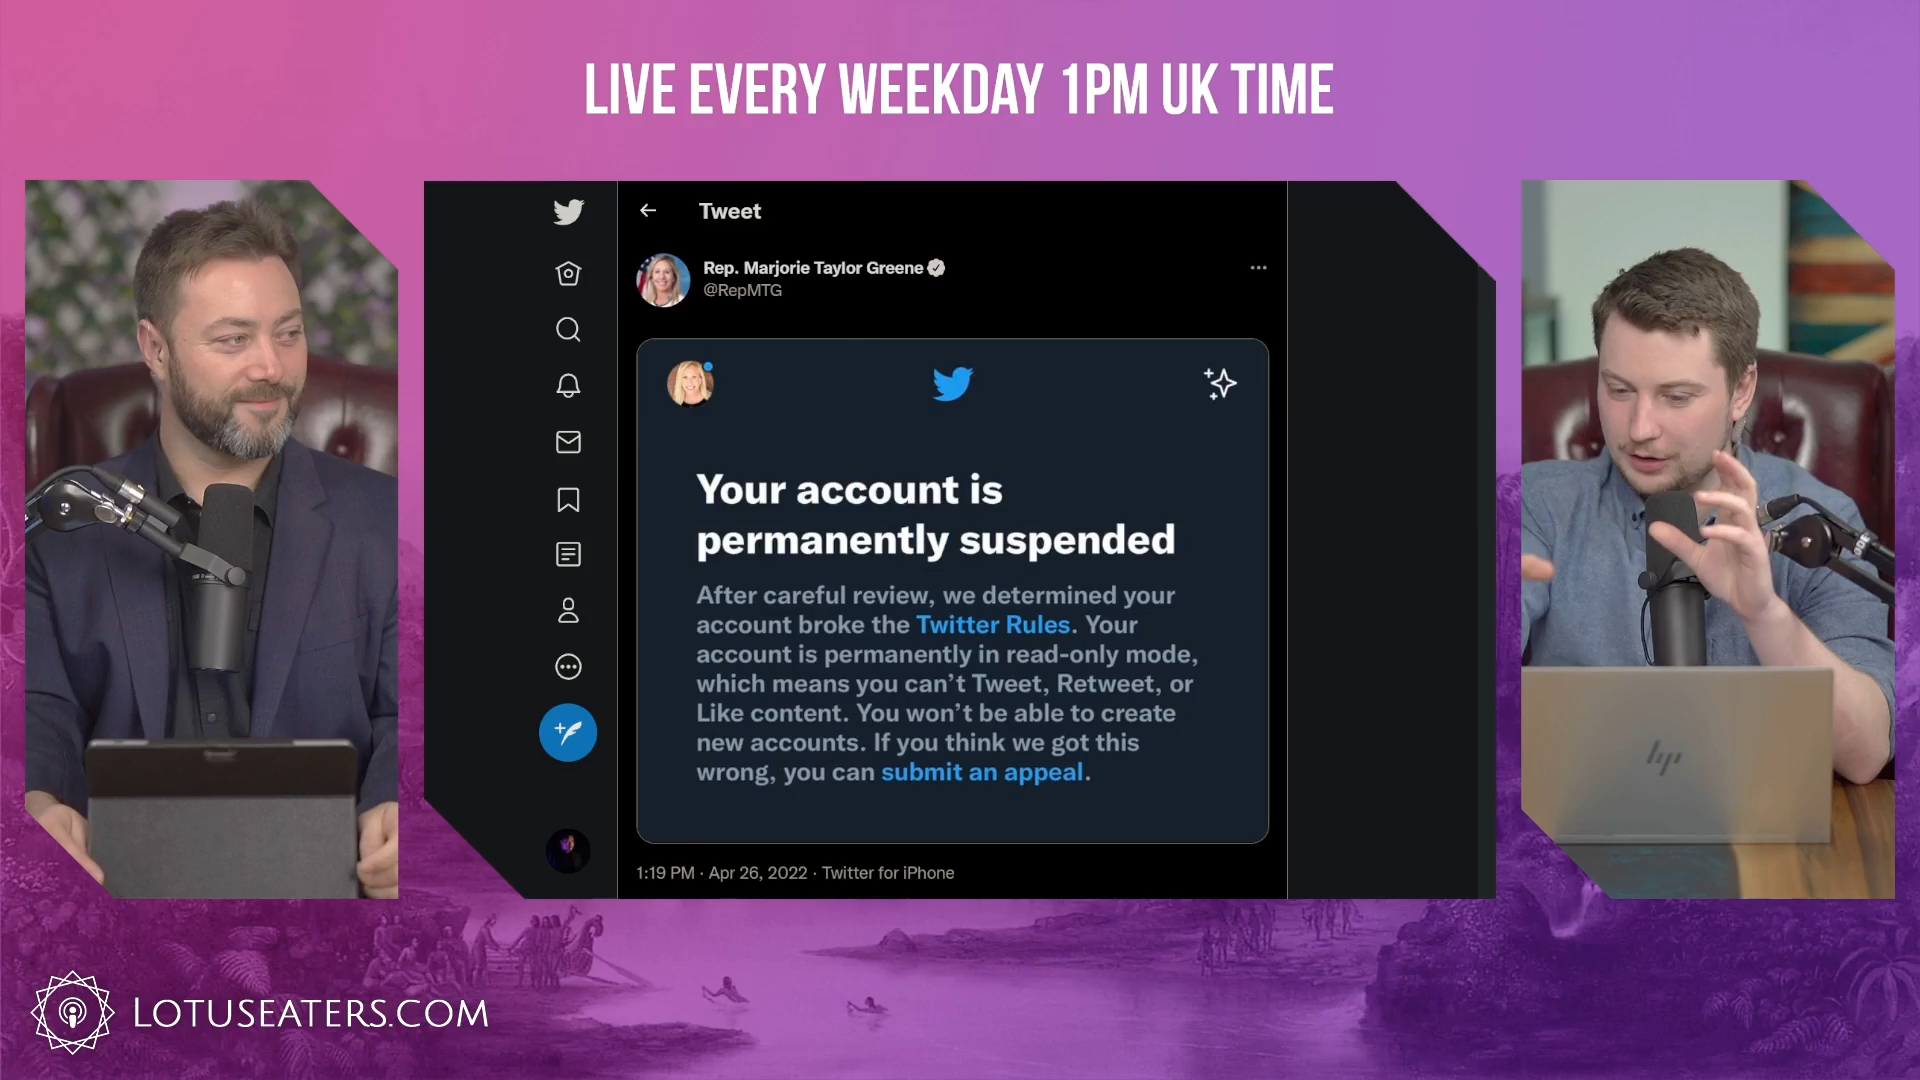 LIVE EVERY WEEKDAY 1PM UK TIME
Tweet
Rep. Marjorie Taylor Greene
@RepMTG
Your account is
permanently suspended
After careful review, we determined your
account broke the Twitter Rules. Your
account is permanently in read-only mode,
which means you can't Tweet, Retweet, or
Like content. You won't be able to create
new accounts. If you think we got this
wrong, you can submit an appeal.
1:19 PM · Apr 26, 2022 · Twitter for iPhone
hp
RODE
LOTUSEATERS.COM